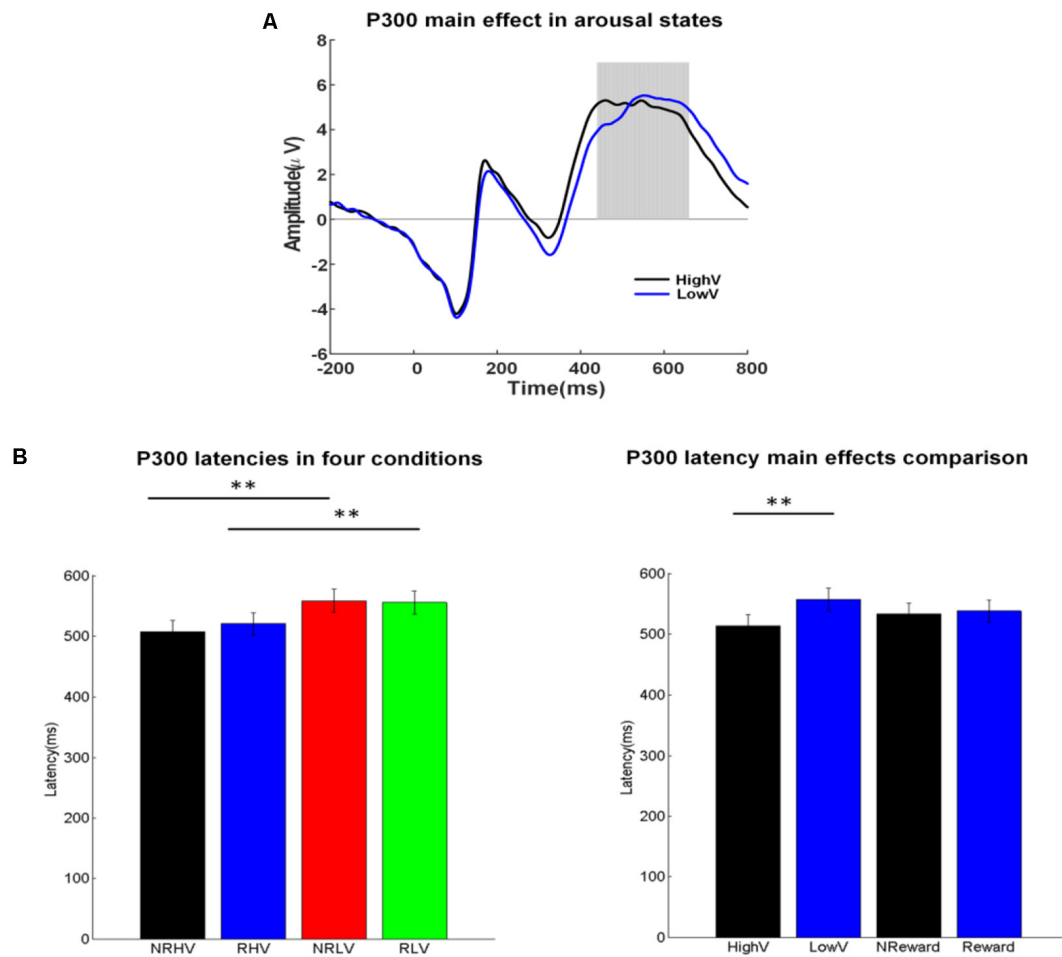 A
P300 main effect in arousal states
8
6
4
2
0
-2
-4
-6
Amplitude(μ V)
HighV
LowV
-200 0 200 400 600 800
Time(ms)
B
P300 latencies in four conditions
**
**
600
500
400
300
200
100
0
Latency(ms)
NRHV RHV NRLV RLV
P300 latency main effects comparison
**
600
500
400
300
200
100
0
Latency(ms)
HighV LowV NReward Reward